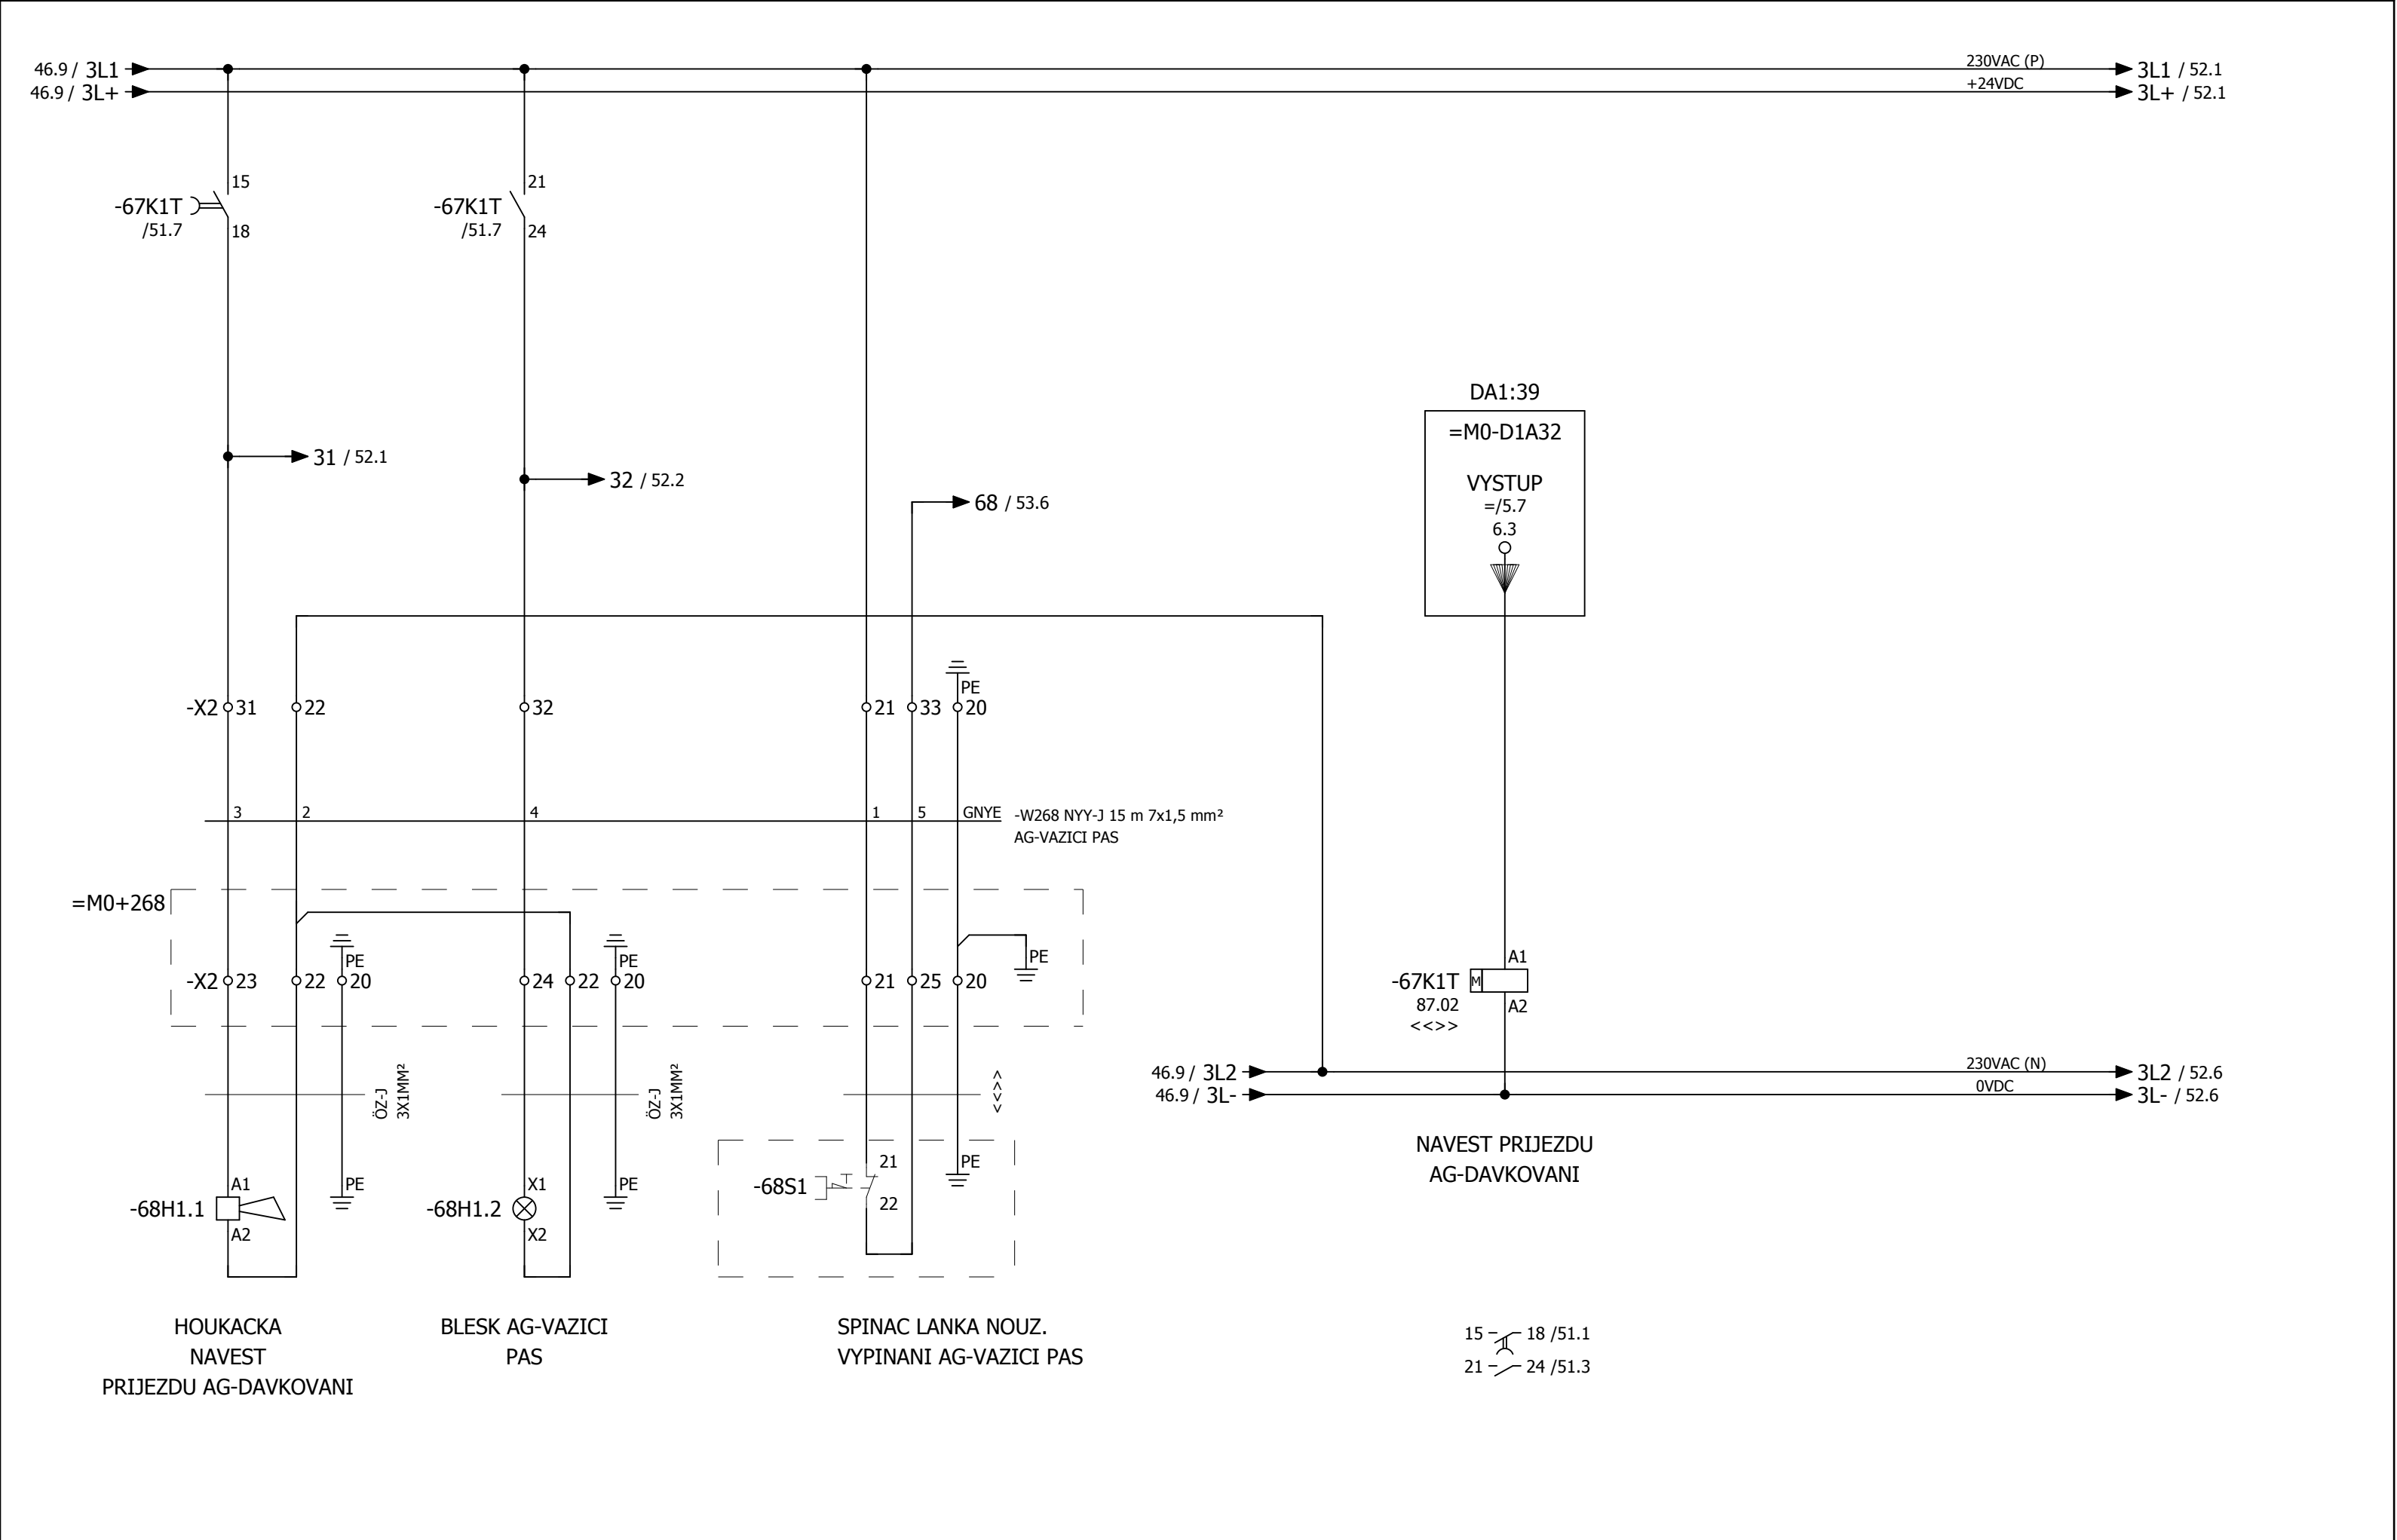 46.9 / 3L1
230VAC (P)
3L1 / 52.1
46.9 / 3L+
+24VDC
3L+ / 52.1
15
-67K1T
/51.7
18
21
-67K1T
/51.7
24
DA1:39
=M0-D1A32
VYSTUP
=/5.7
6.3
31 / 52.1
32 / 52.2
68 / 53.6
PE
-X2 31 22 32 21 33 20
3 2 4 1 5 GNYE -W268 NYY-J 15 m 7x1,5 mm²
AG-VAZICI PAS
=M0+268
PE PE PE
-X2 23 22 20 24 22 20 21 25 20
A1
-67K1T M
87.02
A2
<<>>
46.9 / 3L2
230VAC (N)
3L2 / 52.6
46.9 / 3L-
0VDC
3L- / 52.6
ÖZ-J
3X1MM²
ÖZ-J
3X1MM²
<<>>
A1
-68H1.1
A2
PE
X1
-68H1.2
X2
PE
21
-68S1
22
PE
NAVEST PRIJEZDU
AG-DAVKOVANI
HOUKACKA
NAVEST
PRIJEZDU AG-DAVKOVANI
BLESK AG-VAZICI
PAS
SPINAC LANKA NOUZ.
VYPINANI AG-VAZICI PAS
15 18 /51.1
21 24 /51.3